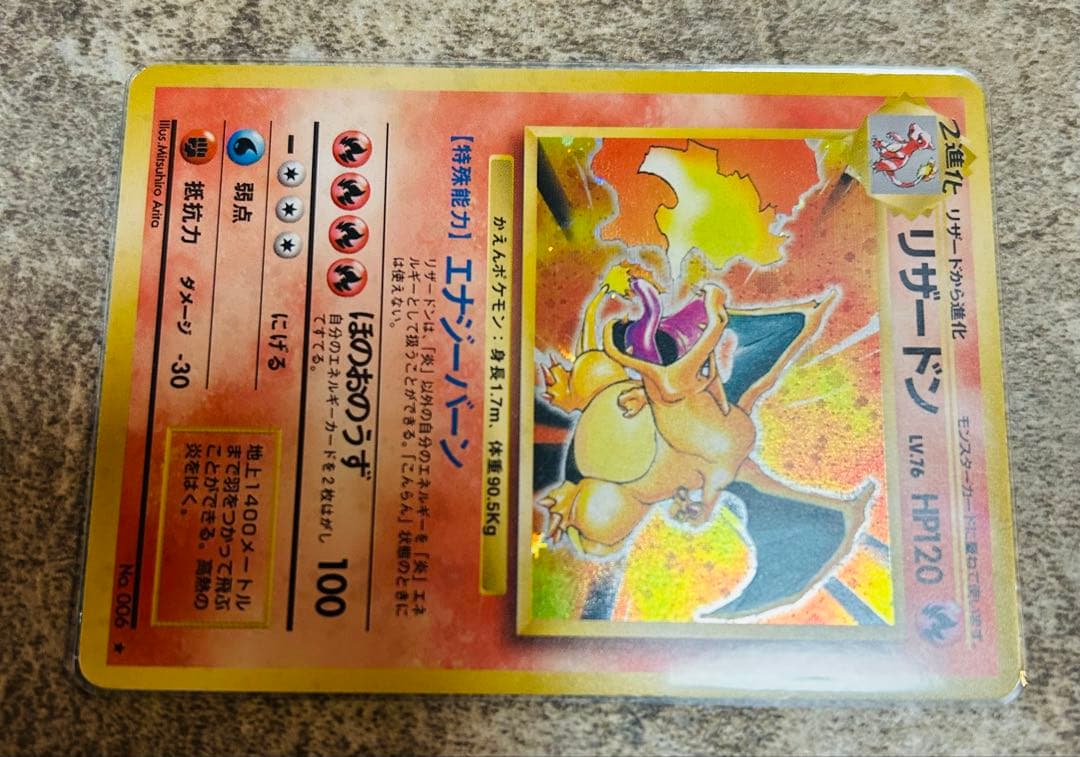 2進化
リザードから進化
モンスターカードに重ねて使います
リザードン
LV.76
HP120
かえんポケモン：身長1.7m、体重90.5Kg
【特殊能力】エナジーバーン
リザードンは、「炎」以外の自分のエネルギーを「炎」エネ
ルギーとして扱うことができる。「こんらん」状態のときに
は使えない。
ほのおのうず
100
自分のエネルギーカードを2枚はがし
てすてる。
にげる
弱点
抵抗力
ダメージ -30
地上1400メートル
まで羽をつかって飛ぶ
ことができる。高熱の
炎をはく。
Illus.Mitsuhiro Arita
No. 006